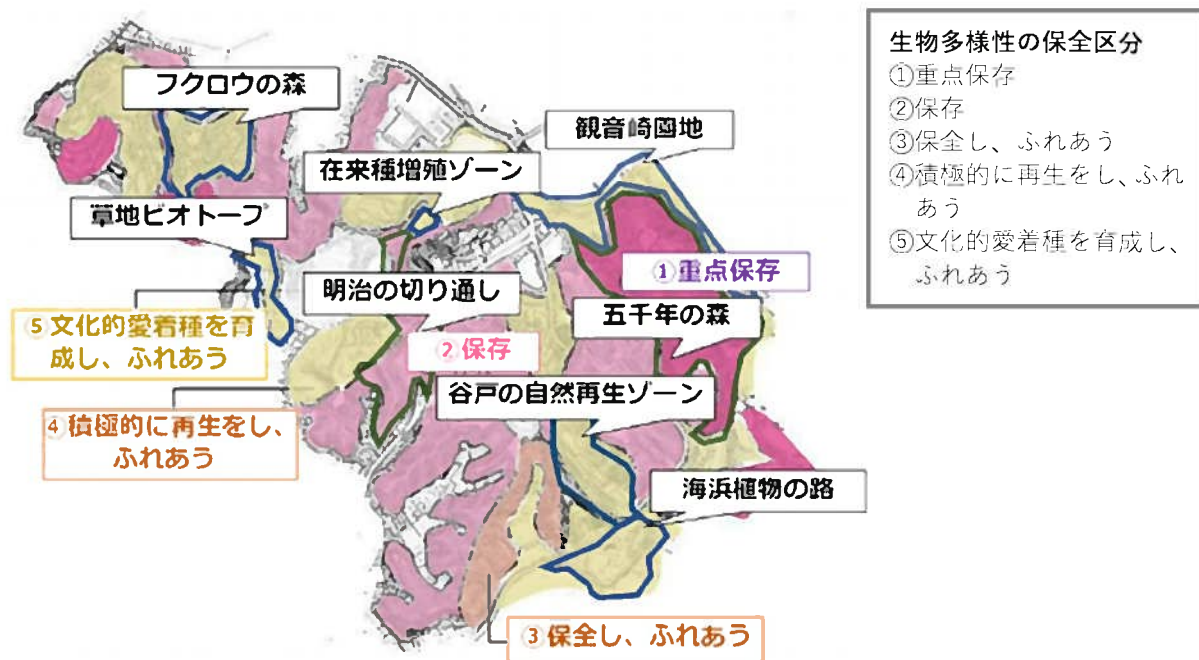 フクロウの森
観音崎園地
在来種増殖ゾーン
草地ビオトープ
明治の切り通し
①重点保存
五千年の森
⑤文化的愛着種を育
成し、ふれあう
②保存
谷戸の自然再生ゾーン
④積極的に再生をし、
ふれあう
海浜植物の路
③保全し、ふれあう
生物多様性の保全区分
①重点保存
②保存
③保全し、ふれあう
④積極的に再生をし、ふれ
あう
⑤文化的愛着種を育成し、
ふれあう